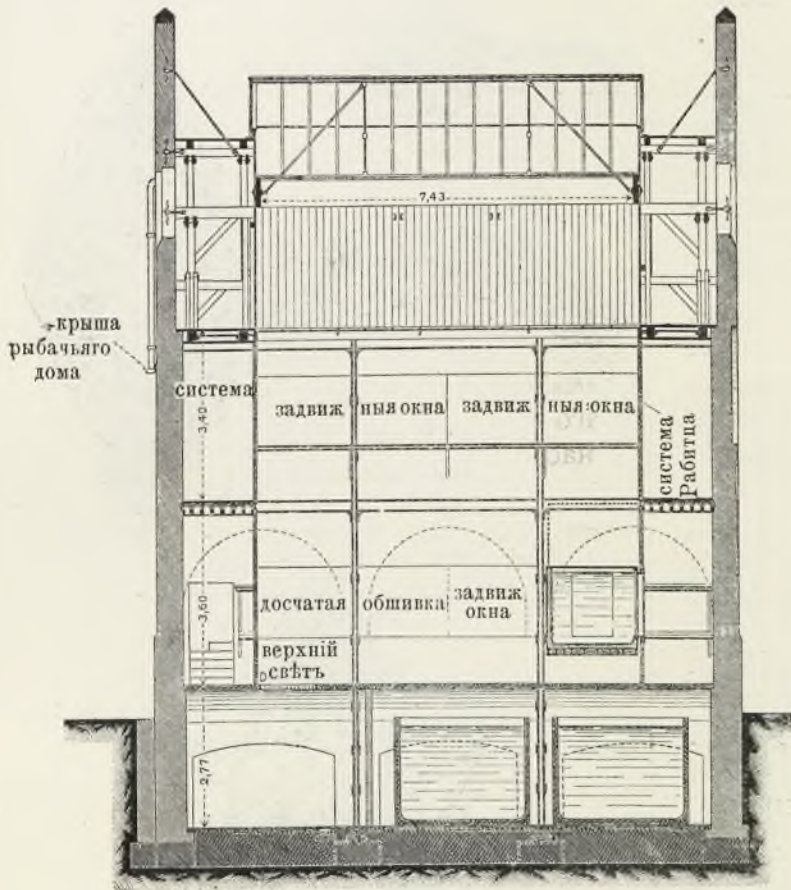 7,43
крыша
рыбачьяго
дома
система
задвиж
ныя окна
задвиж
ныя окна
система
Рабитца
3,40
досчатая
обшивка
задвиж
окна
3,60
верхній
свѣтъ
2,77